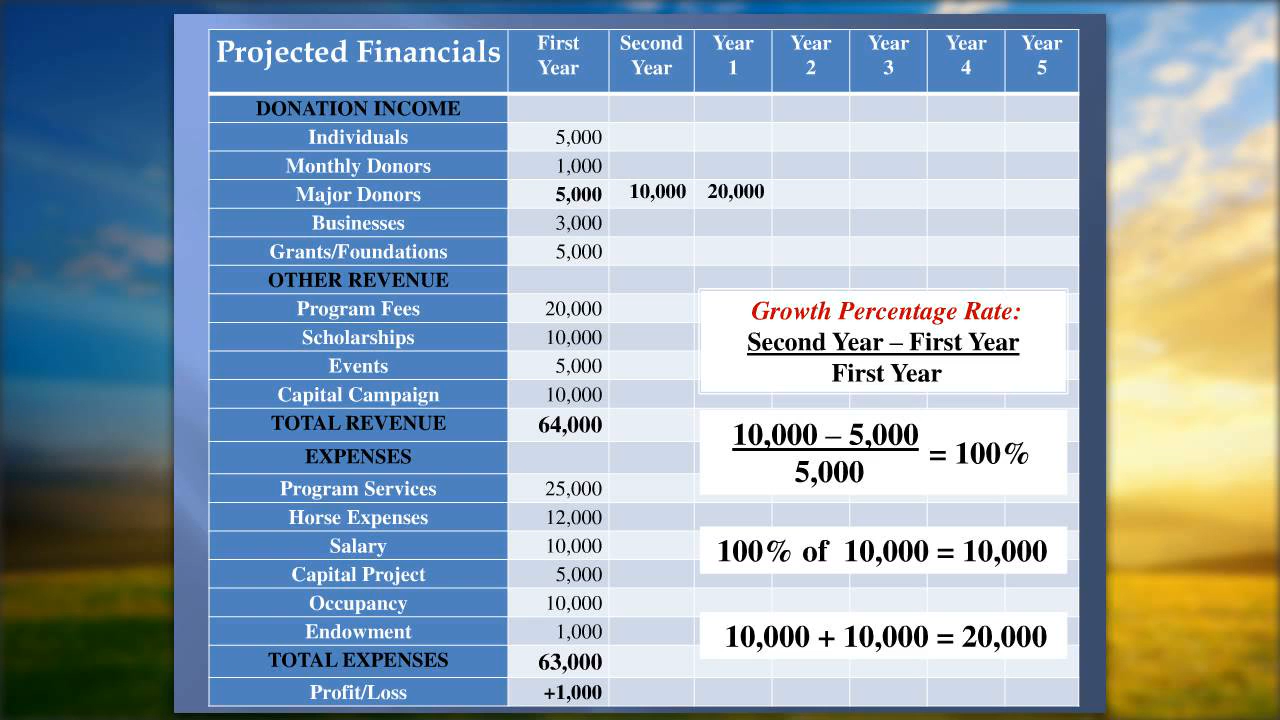 Projected Financials First Year Second Year Year 1 Year 2 Year 3 Year 4 Year 5
DONATION INCOME
Individuals 5,000
Monthly Donors 1,000
Major Donors 5,000 10,000 20,000
Businesses 3,000
Grants/Foundations 5,000
OTHER REVENUE
Program Fees 20,000
Scholarships 10,000
Events 5,000
Capital Campaign 10,000
TOTAL REVENUE 64,000
EXPENSES
Program Services 25,000
Horse Expenses 12,000
Salary 10,000
Capital Project 5,000
Occupancy 10,000
Endowment 1,000
TOTAL EXPENSES 63,000
Profit/Loss +1,000
Growth Percentage Rate:
Second Year – First Year
First Year
10,000 – 5,000
5,000
= 100%
100% of 10,000 = 10,000
10,000 + 10,000 = 20,000